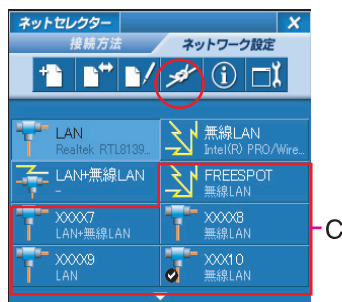 ネットセレクター X
接続方法 ネットワーク設定
LAN
Realtek RTL8139...
無線LAN
Intel(R) PRO/Wire...
LAN+無線LAN
-
FREESPOT
無線LAN
XXXX7
LAN+無線LAN
XXXX8
無線LAN
XXXX9
LAN
XXX10
無線LAN
C